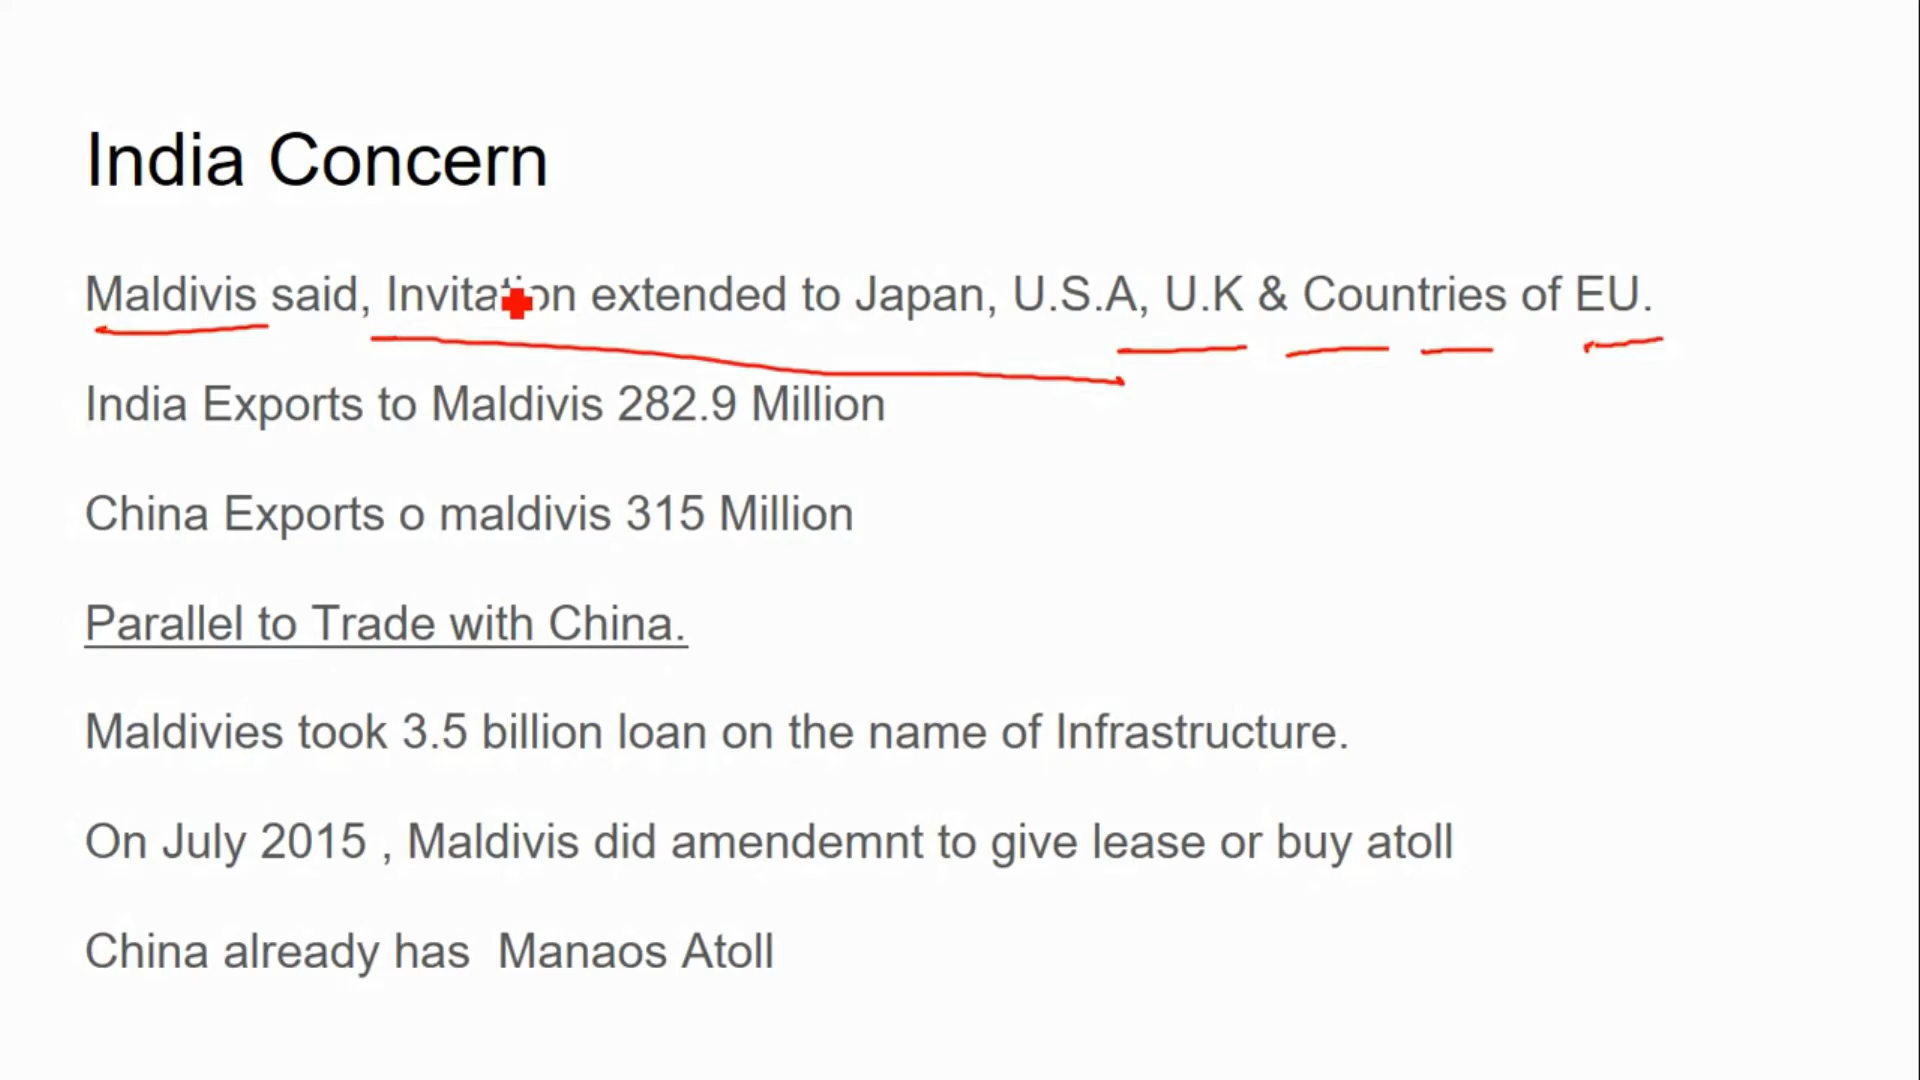 India Concern
Maldivis said, Invitation extended to Japan, U.S.A, U.K & Countries of EU.
India Exports to Maldivis 282.9 Million
China Exports o maldivis 315 Million
Parallel to Trade with China.
Maldivies took 3.5 billion loan on the name of Infrastructure.
On July 2015 , Maldivis did amendemnt to give lease or buy atoll
China already has  Manaos Atoll